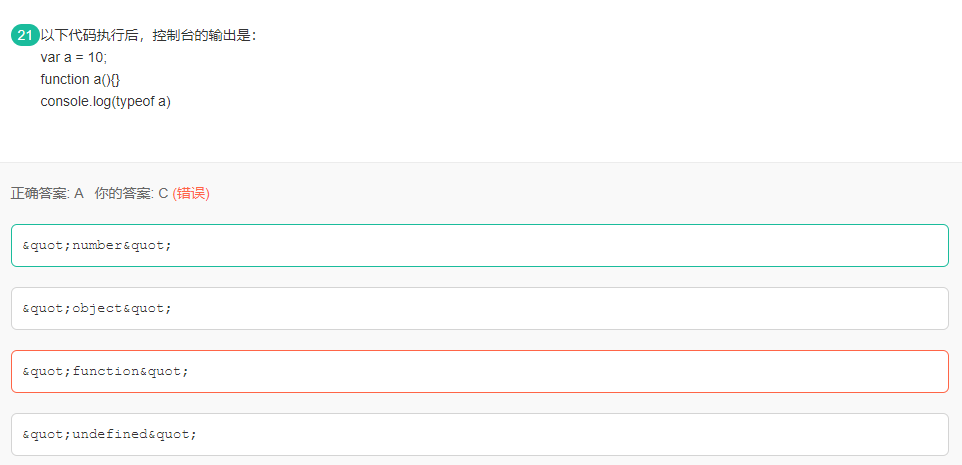 21 以下代码执行后，控制台的输出是：
var a = 10;
function a(){}
console.log(typeof a)
正确答案: A 你的答案: C (错误)
&quot;number&quot;
&quot;object&quot;
&quot;function&quot;
&quot;undefined&quot;